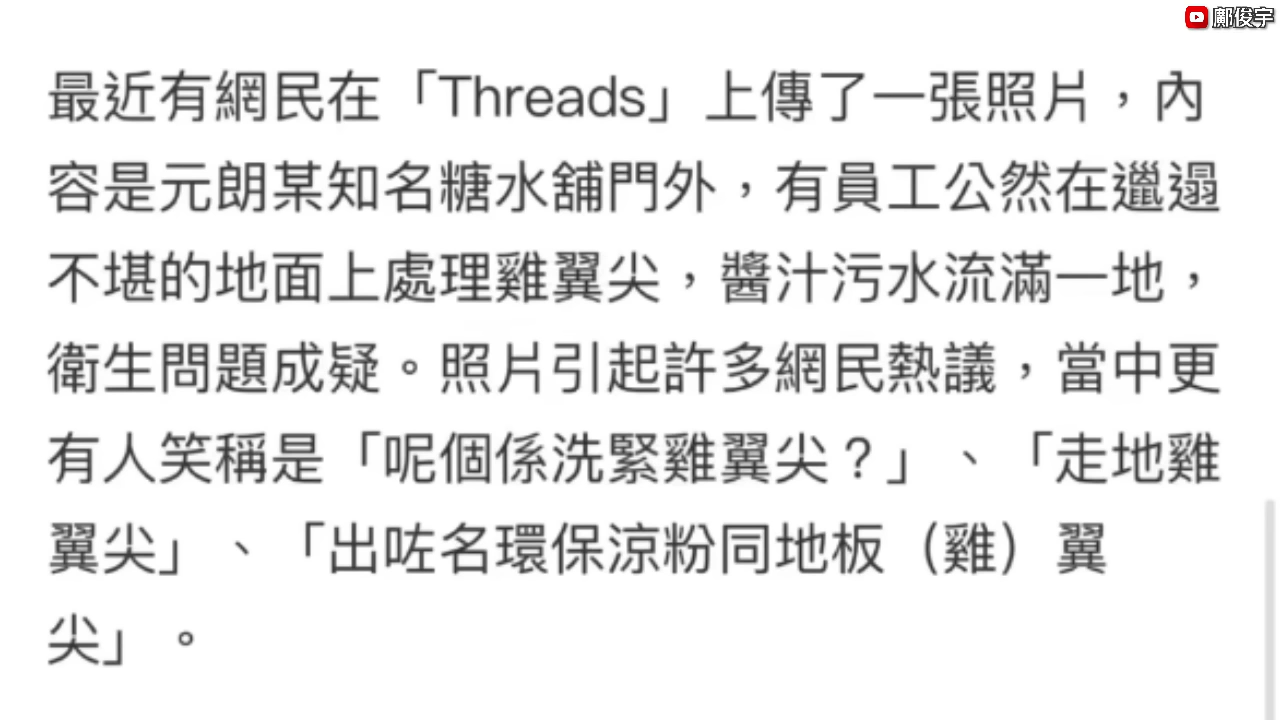 鄺俊宇
最近有網民在「Threads」上傳了一張照片，內
容是元朗某知名糖水舖門外，有員工公然在邋遢
不堪的地面上處理雞翼尖，醬汁污水流滿一地，
衛生問題成疑。照片引起許多網民熱議，當中更
有人笑稱是「呢個係洗緊雞翼尖？」、「走地雞
翼尖」、「出咗名環保涼粉同地板（雞）翼
尖」。